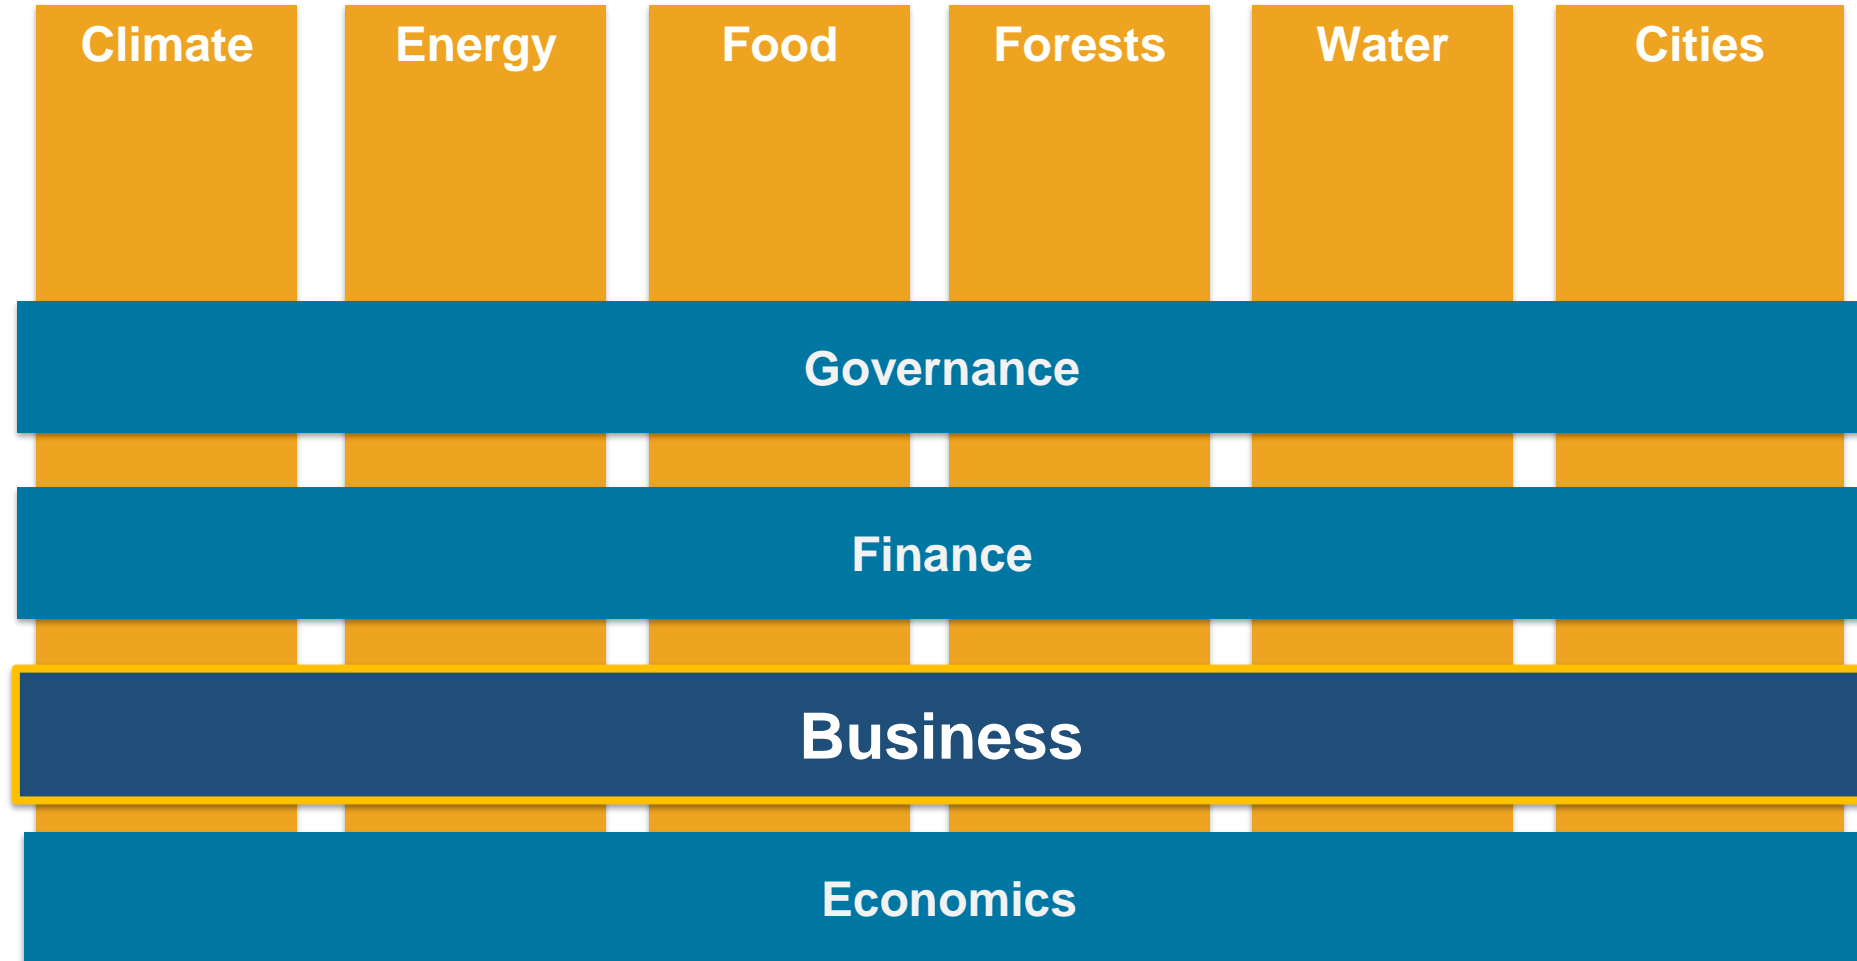 Climate
Energy
Food
Forests
Water
Cities
Governance
Finance
Business
Economics